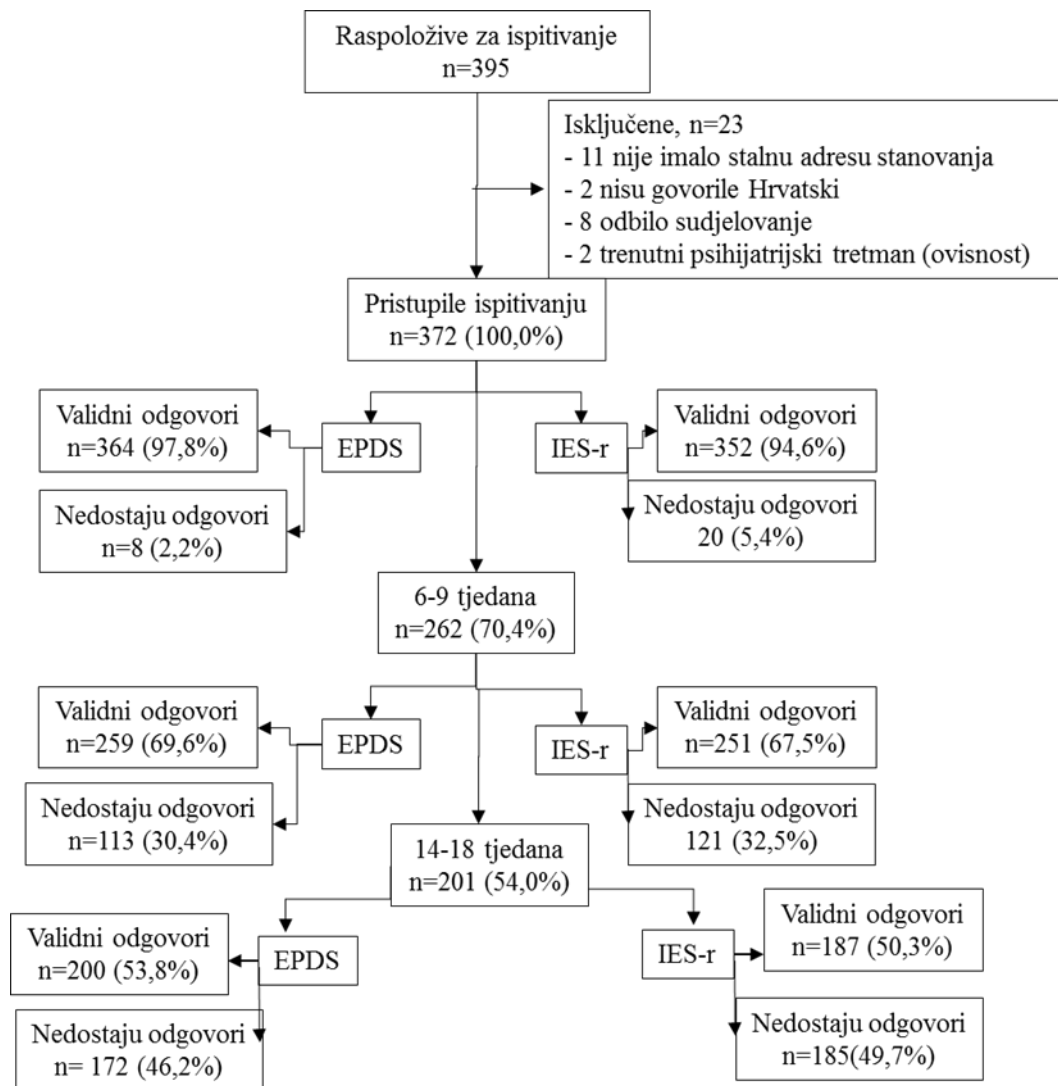 Raspoložive za ispitivanje
n=395
Isključene, n=23
- 11 nije imalo stalnu adresu stanovanja
- 2 nisu govorile Hrvatski
- 8 odbilo sudjelovanje
- 2 trenutni psihijatrijski tretman (ovisnost)
Pristupile ispitivanju
n=372 (100,0%)
Validni odgovori
n=364 (97,8%)
EPDS
IES-r
Validni odgovori
n=352 (94,6%)
Nedostaju odgovori
n=8 (2,2%)
Nedostaju odgovori
20 (5,4%)
6-9 tjedana
n=262 (70,4%)
Validni odgovori
n=259 (69,6%)
EPDS
IES-r
Validni odgovori
n=251 (67,5%)
Nedostaju odgovori
n=113 (30,4%)
Nedostaju odgovori
121 (32,5%)
14-18 tjedana
n=201 (54,0%)
Validni odgovori
n=200 (53,8%)
EPDS
IES-r
Validni odgovori
n=187 (50,3%)
Nedostaju odgovori
n= 172 (46,2%)
Nedostaju odgovori
n=185(49,7%)